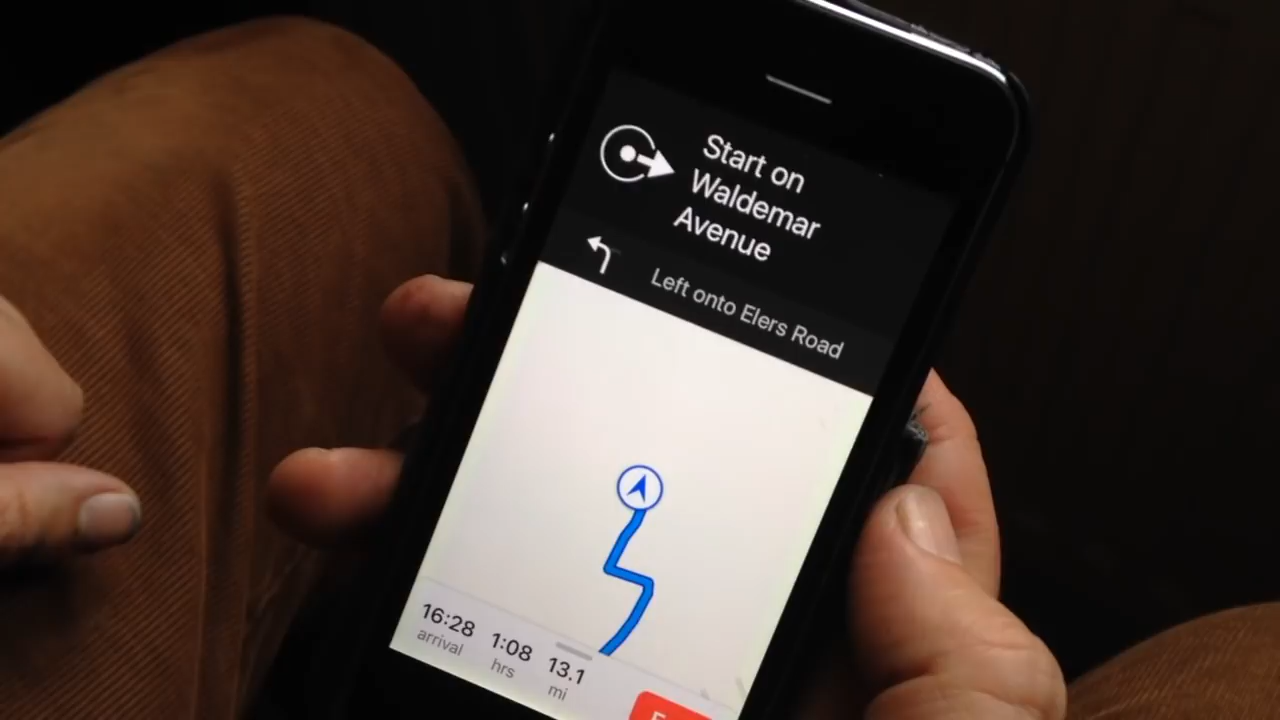 Start on
Waldemar
Avenue
Left onto Elers Road
16:28 1:08 13.1
arrival hrs mi